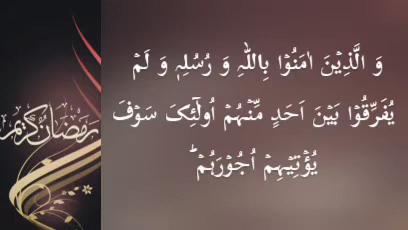 وَ الَّذِیۡنَ اٰمَنُوۡا بِاللّٰہِ وَ رُسُلِہٖ وَ لَمۡ
یُفَرِّقُوۡا بَیۡنَ اَحَدٍ مِّنۡہُمۡ اُولٰٓئِکَ سَوۡفَ
یُؤۡتِیۡہِمۡ اُجُوۡرَہُمۡ ؕ
رمضان كريم